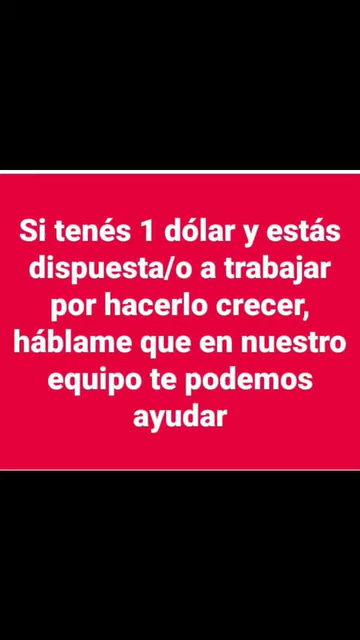 Si tenés 1 dólar y estás
dispuesta/o a trabajar
por hacerlo crecer,
háblame que en nuestro
equipo te podemos
ayudar